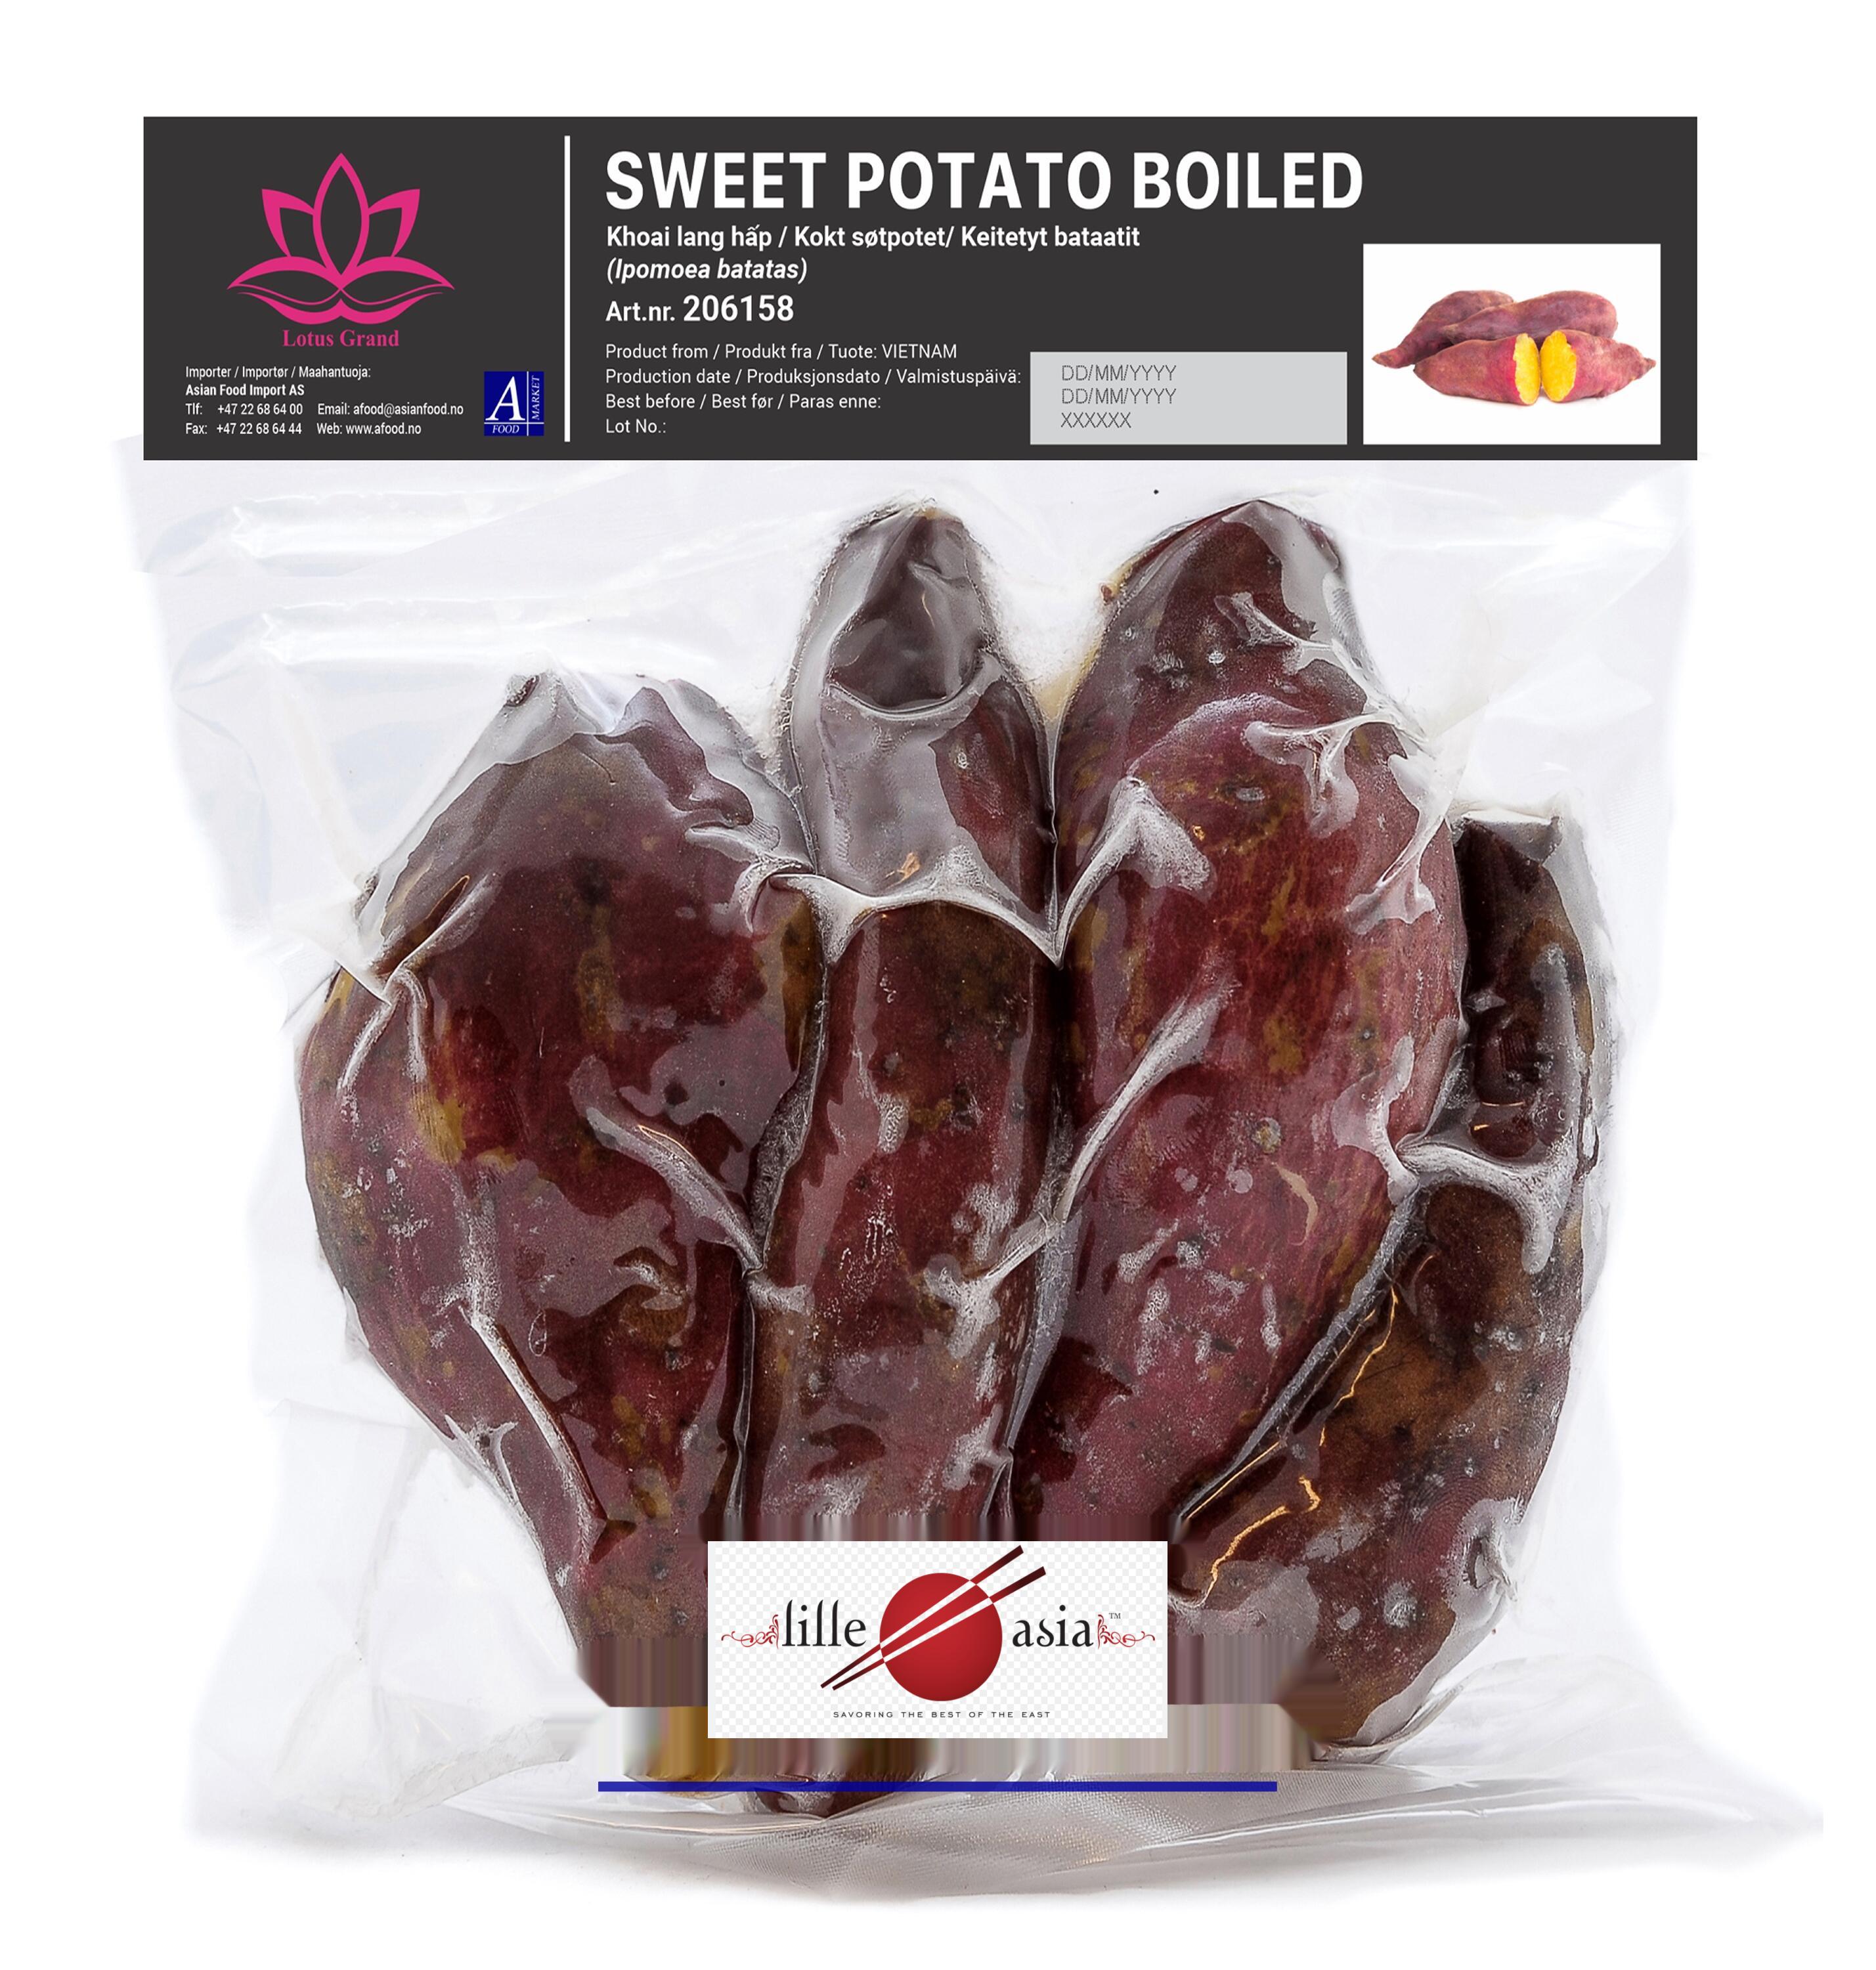 SWEET POTATO BOILED
Khoai lang hấp / Kokt søtpotet/ Keitetyt bataatit
(Ipomoea batatas)
Art.nr. 206158
Product from / Produkt fra / Tuote: VIETNAM
Production date / Produksjonsdato / Valmistuspäivä: DD/MM/YYYY
Best before / Best før / Paras enne: DD/MM/YYYY
Lot No.: XXXXXX
Lotus Grand
Importer / Importør / Maahantuoja:
Asian Food Import AS
Tlf: +47 22 68 64 00 Email: afood@asianfood.no
Fax: +47 22 68 64 44 Web: www.afood.no
A
FOOD
MARKET
lille asia™
SAVORING THE BEST OF THE EAST